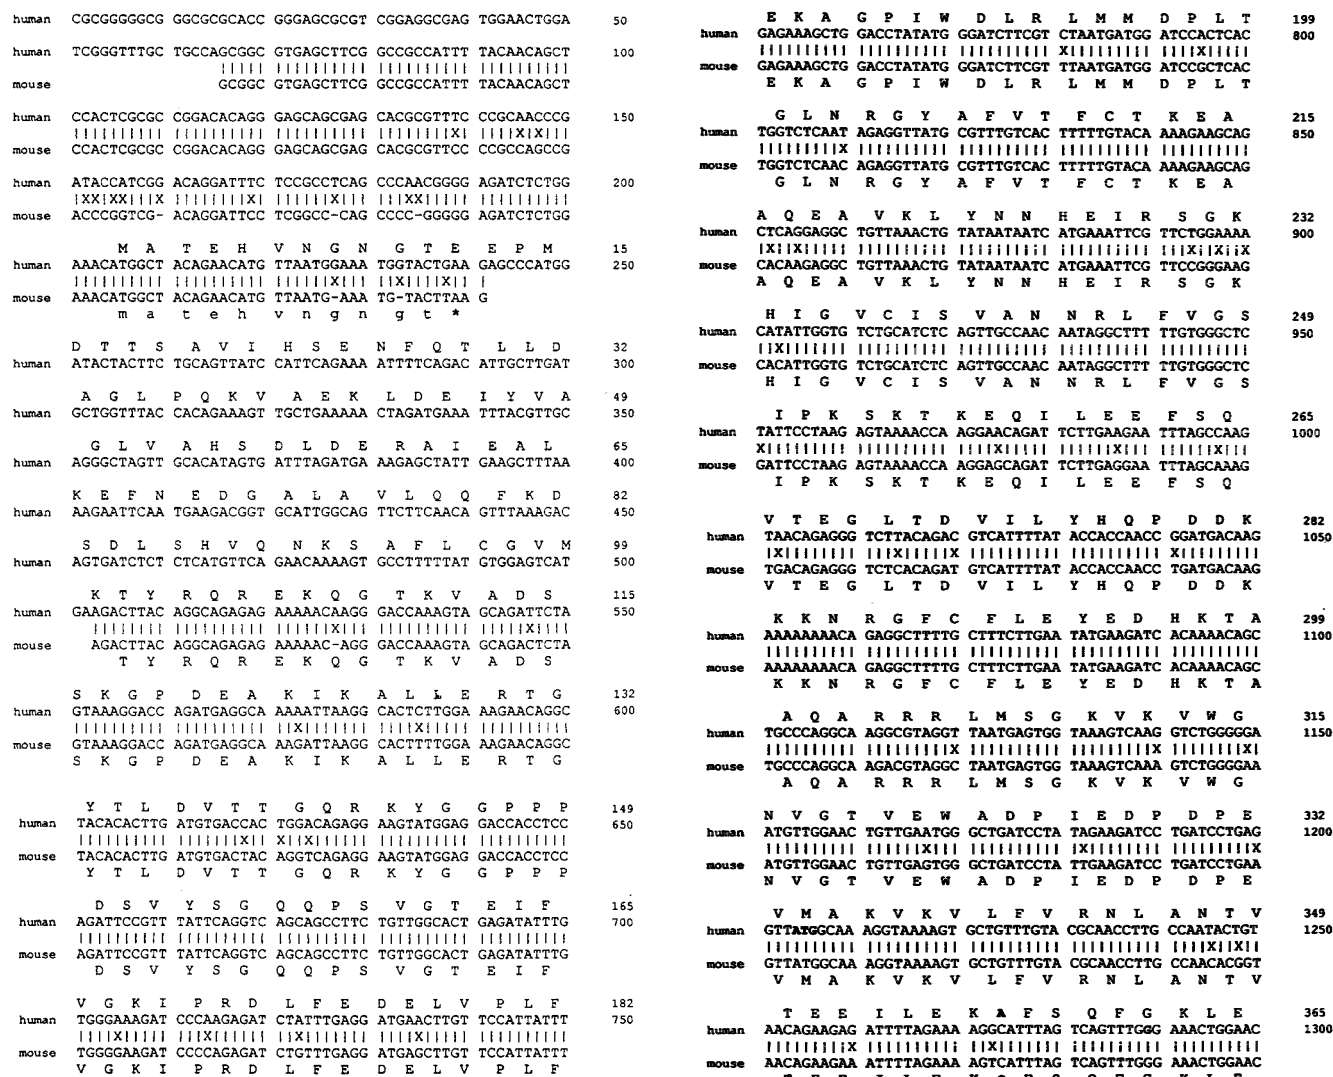 human CGCGGGGGCG GGCGCGCACC GGGAGCGCGT CGGAGGCGAG TGGAACTGGA 50
human TCGGGTTTGC TGCCAGCGGC GTGAGCTTCG GCCGCCATTT TACAACAGCT 100
mouse GCGGC GTGAGCTTCG GCCGCCATTT TACAACAGCT
human CCACTCGCGC CGGACACAGG GAGCAGCGAG CACGCGTTTC CCGCAACCCG 150
mouse CCACTCGCGC CGGACACAGG GAGCAGCGAG CACGCGTTCC CCGCCAGCCG
human ATACCATCGG ACAGGATTTC TCCGCCTCAG CCCAACGGGG AGATCTCTGG 200
mouse ACCCGGTCG- ACAGGATTCC TCGGCC-CAG CCCC-GGGGG AGATCTCTGG
M A T E H V N G N G T E E P M 15
human AAACATGGCT ACAGAACATG TTAATGGAAA TGGTACTGAA GAGCCCATGG 250
mouse AAACATGGCT ACAGAACATG TTAATG-AAA TG-TACTTAA G
m a t e h v n g n g t *
D T T S A V I H S E N F Q T L L D 32
human ATACTACTTC TGCAGTTATC CATTCAGAAA ATTTTCAGAC ATTGCTTGAT 300
A G L P Q K V A E K L D E I Y V A 49
human GCTGGTTTAC CACAGAAAGT TGCTGAAAAA CTAGATGAAA TTTACGTTGC 350
G L V A H S D L D E R A I E A L 65
human AGGGCTAGTT GCACATAGTG ATTTAGATGA AAGAGCTATT GAAGCTTTAA 400
K E F N E D G A L A V L Q Q F K D 82
human AAGAATTCAA TGAAGACGGT GCATTGGCAG TTCTTCAACA GTTTAAAGAC 450
S D L S H V Q N K S A F L C G V M 99
human AGTGATCTCT CTCATGTTCA GAACAAAAGT GCCTTTTTAT GTGGAGTCAT 500
K T Y R Q R E K Q G T K V A D S 115
human GAAGACTTAC AGGCAGAGAG AAAAACAAGG GACCAAAGTA GCAGATTCTA 550
mouse AGACTTAC AGGCAGAGAG AAAAAC-AGG GACCAAAGTA GCAGACTCTA
T Y R Q R E K Q G T K V A D S
S K G P D E A K I K A L L E R T G 132
human GTAAAGGACC AGATGAGGCA AAAATTAAGG CACTCTTGGA AAGAACAGGC 600
mouse GTAAAGGACC AGATGAGGCA AAGATTAAGG CACTTTTGGA AAGAACAGGC
S K G P D E A K I K A L L E R T G
Y T L D V T T G Q R K Y G G P P P 149
human TACACACTTG ATGTGACCAC TGGACAGAGG AAGTATGGAG GACCACCTCC 650
mouse TACACACTTG ATGTGACTAC AGGTCAGAGG AAGTATGGAG GACCACCTCC
Y T L D V T T G Q R K Y G G P P P
D S V Y S G Q Q P S V G T E I F 165
human AGATTCCGTT TATTCAGGTC AGCAGCCTTC TGTTGGCACT GAGATATTTG 700
mouse AGATTCCGTT TATTCAGGTC AGCAGCCTTC TGTTGGCACT GAGATATTTG
D S V Y S G Q Q P S V G T E I F
V G K I P R D L F E D E L V P L F 182
human TGGGAAAGAT CCCAAGAGAT CTATTTGAGG ATGAACTTGT TCCATTATTT 750
mouse TGGGGAAGAT CCCCAGAGAT CTGTTTGAGG ATGAGCTTGT TCCATTATTT
V G K I P R D L F E D E L V P L F
E K A G P I W D L R L M M D P L T 199
human GAGAAAGCTG GACCTATATG GGATCTTCGT CTAATGATGG ATCCACTCAC 800
mouse GAGAAAGCTG GACCTATATG GGATCTTCGT TTAATGATGG ATCCGCTCAC
E K A G P I W D L R L M M D P L T
G L N R G Y A F V T F C T K E A 215
human TGGTCTCAAT AGAGGTTATG CGTTTGTCAC TTTTTGTACA AAAGAAGCAG 850
mouse TGGTCTCAAC AGAGGTTATG CGTTTGTCAC TTTTTGTACA AAAGAAGCAG
G L N R G Y A F V T F C T K E A
A Q E A V K L Y N N H E I R S G K 232
human CTCAGGAGGC TGTTAAACTG TATAATAATC ATGAAATTCG TTCTGGAAAA 900
mouse CACAAGAGGC TGTTAAACTG TATAATAATC ATGAAATTCG TTCCGGGAAG
A Q E A V K L Y N N H E I R S G K
H I G V C I S V A N N R L F V G S 249
human CATATTGGTG TCTGCATCTC AGTTGCCAAC AATAGGCTTT TTGTGGGCTC 950
mouse CACATTGGTG TCTGCATCTC AGTTGCCAAC AATAGGCTTT TTGTGGGCTC
H I G V C I S V A N N R L F V G S
I P K S K T K E Q I L E E F S Q 265
human TATTCCTAAG AGTAAAACCA AGGAACAGAT TCTTGAAGAA TTTAGCCAAG 1000
mouse GATTCCTAAG AGTAAAACCA AGGAGCAGAT TCTTGAGGAA TTTAGCAAAG
I P K S K T K E Q I L E E F S Q
V T E G L T D V I L Y H Q P D D K 282
human TAACAGAGGG TCTTACAGAC GTCATTTTAT ACCACCAACC GGATGACAAG 1050
mouse TGACAGAGGG TCTCACAGAT GTCATTTTAT ACCACCAACC TGATGACAAG
V T E G L T D V I L Y H Q P D D K
K K N R G F C F L E Y E D H K T A 299
human AAAAAAAACA GAGGCTTTTG CTTTCTTGAA TATGAAGATC ACAAAACAGC 1100
mouse AAAAAAAACA GAGGCTTTTG CTTTCTTGAA TATGAAGATC ACAAAACAGC
K K N R G F C F L E Y E D H K T A
A Q A R R R L M S G K V K V W G 315
human TGCCCAGGCA AGGCGTAGGT TAATGAGTGG TAAAGTCAAG GTCTGGGGGA 1150
mouse TGCCCAGGCA AGACGTAGGC TAATGAGTGG TAAAGTCAAA GTCTGGGGAA
A Q A R R R L M S G K V K V W G
N V G T V E W A D P I E D P D P E 332
human ATGTTGGAAC TGTTGAATGG GCTGATCCTA TAGAAGATCC TGATCCTGAG 1200
mouse ATGTTGGAAC TGTTGAGTGG GCTGATCCTA TTGAAGATCC TGATCCTGAA
N V G T V E W A D P I E D P D P E
V M A K V K V L F V R N L A N T V 349
human GTTATGGCAA AGGTAAAAGT GCTGTTTGTA CGCAACCTTG CCAATACTGT 1250
mouse GTTATGGCAA AGGTAAAAGT GCTGTTTGTA CGCAACCTTG CCAACACGGT
V M A K V K V L F V R N L A N T V
T E E I L E K A F S Q F G K L E 365
human AACAGAAGAG ATTTTAGAAA AGGCATTTAG TCAGTTTGGG AAACTGGAAC 1300
mouse AACAGAAGAA ATTTTAGAAA AGTCATTTAG TCAGTTTGGG AAACTGGAAC